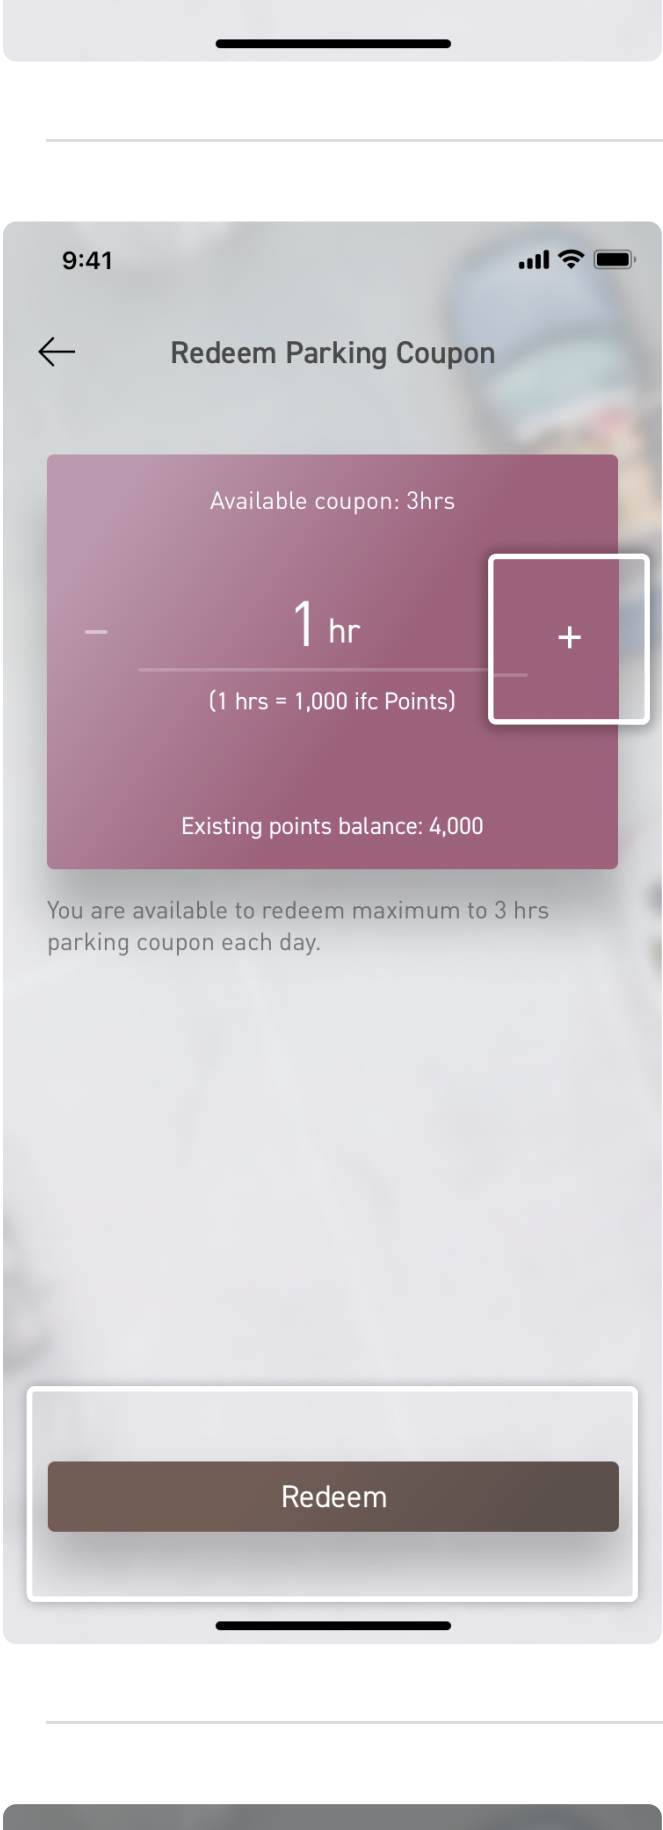 9:41
Redeem Parking Coupon
Available coupon: 3hrs
− 1 hr +
(1 hrs = 1,000 ifc Points)
Existing points balance: 4,000
You are available to redeem maximum to 3 hrs
parking coupon each day.
Redeem